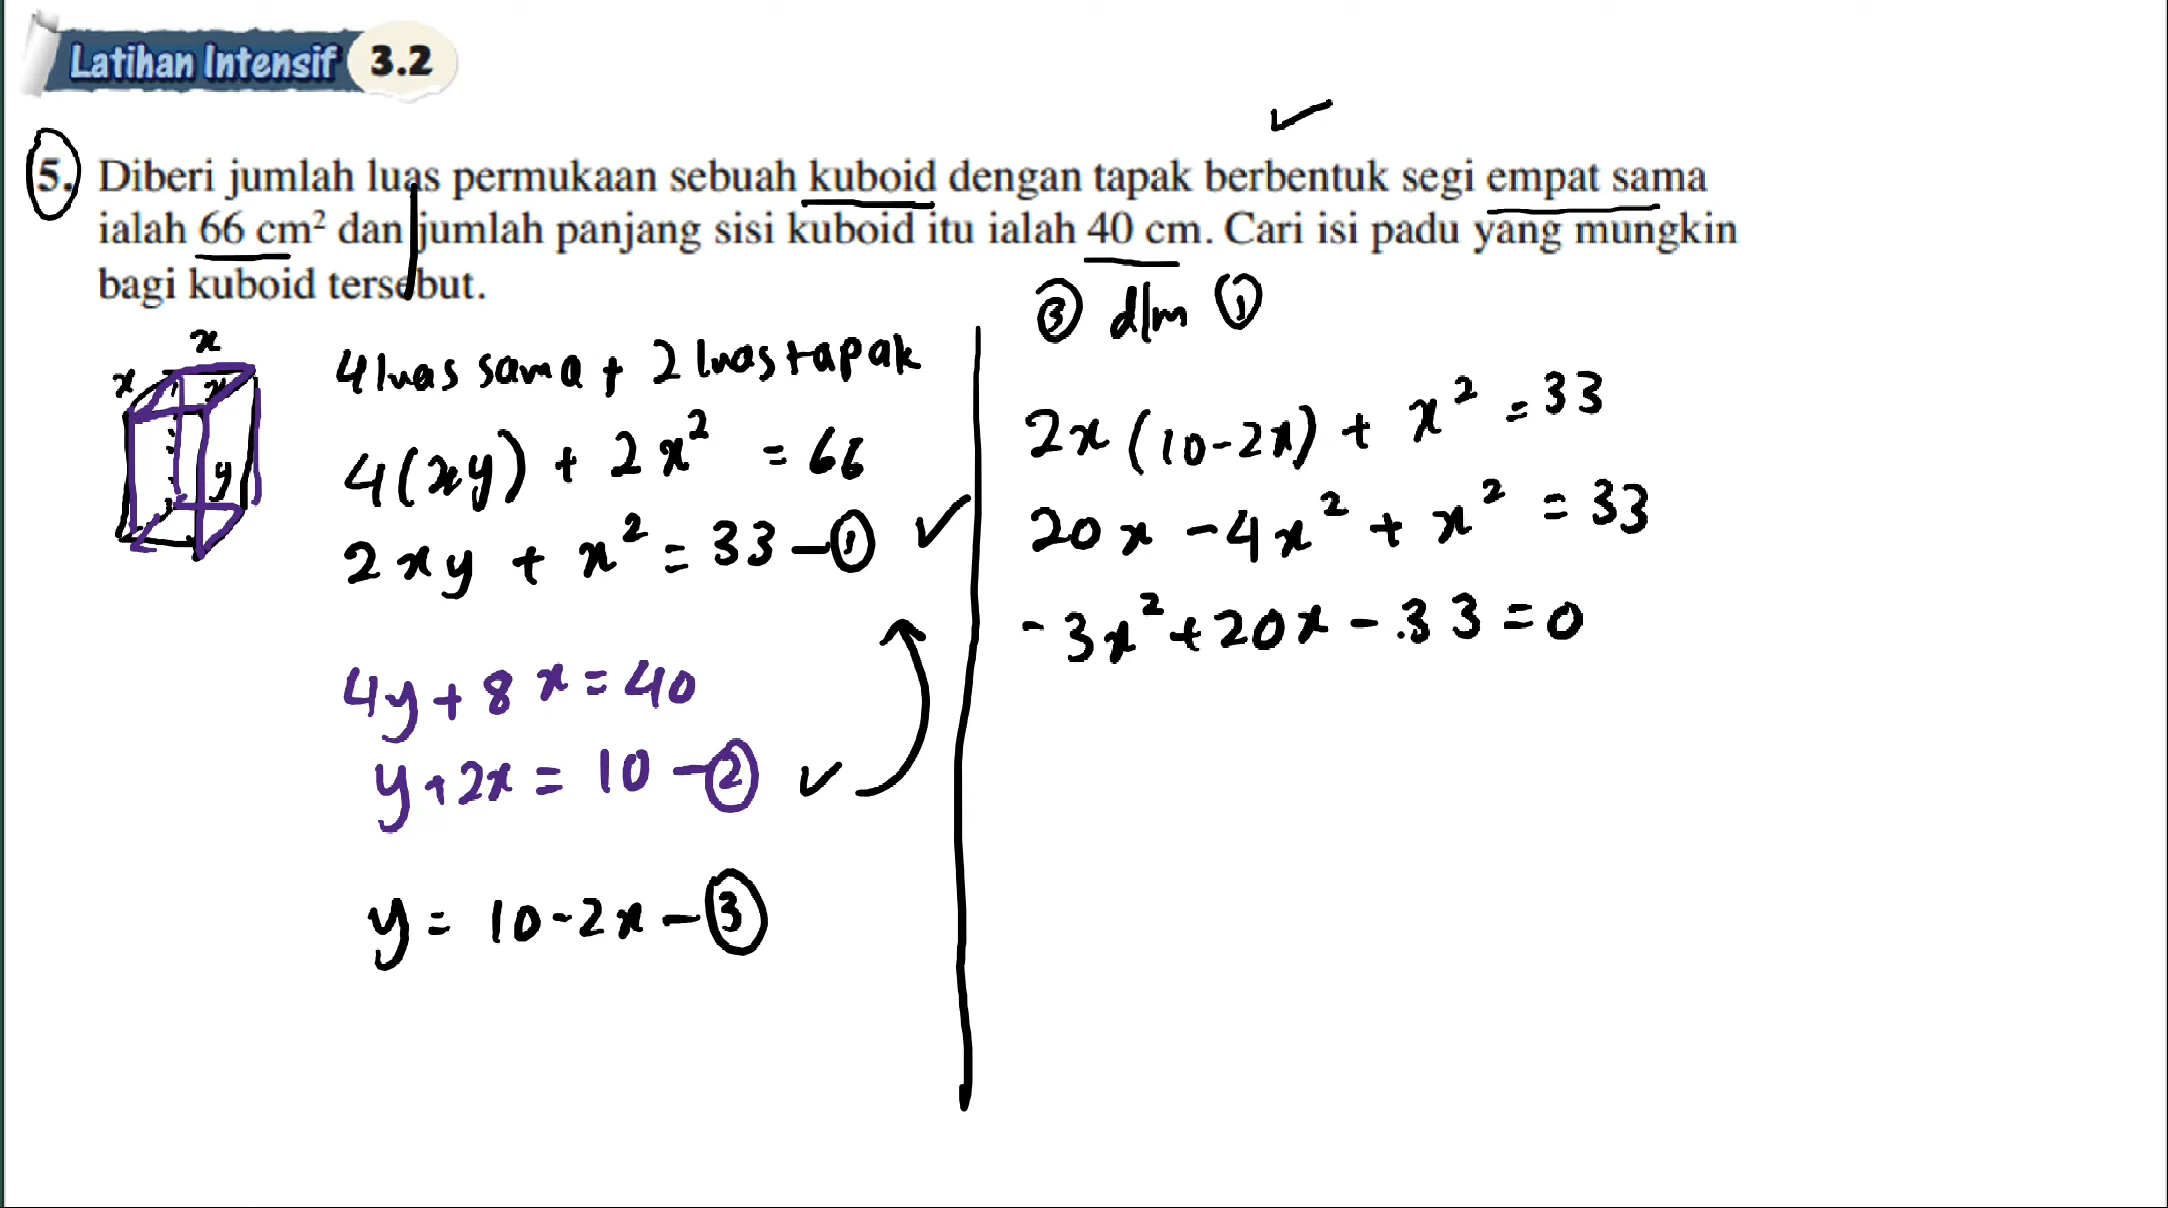 Latihan Intensif 3.2
5. Diberi jumlah luas permukaan sebuah kuboid dengan tapak berbentuk segi empat sama
ialah 66 cm² dan jumlah panjang sisi kuboid itu ialah 40 cm. Cari isi padu yang mungkin
bagi kuboid tersebut.
x
x
x
y
4 luas sama + 2 luas tapak
4(xy) + 2x² = 66
2xy + x² = 33 — ①
4y + 8x = 40
y + 2x = 10 — ②
y = 10 - 2x — ③
③ dlm ①
2x(10-2x) + x² = 33
20x - 4x² + x² = 33
-3x² + 20x - 33 = 0